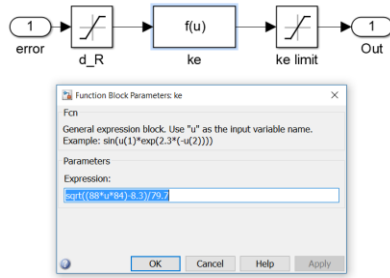 1
f(u)
1
error
d_R
ke
ke limit
Out
Function Block Parameters: ke
Fcn
General expression block. Use "u" as the input variable name.
Example: sin(u(1)*exp(2.3*(-u(2))))
Parameters
Expression:
sqrt((88*u*84)-8.3)/79.7
OK Cancel Help Apply